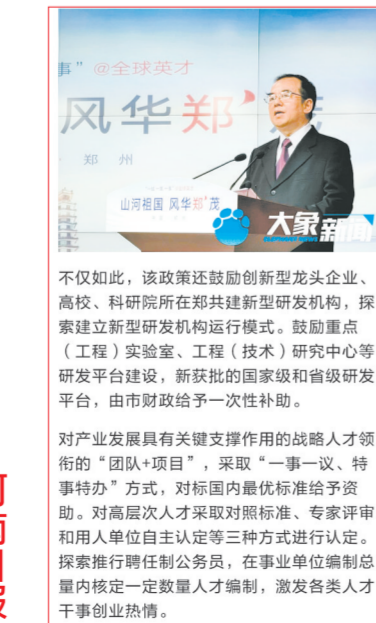 事”@全球英才
风华郑
郑 州
山河祖国 风华郑茂
大象新闻
不仅如此，该政策还鼓励创新型龙头企业、
高校、科研院所在郑共建新型研发机构，探
索建立新型研发机构运行模式。鼓励重点
（工程）实验室、工程（技术）研究中心等
研发平台建设，新获批的国家级和省级研发
平台，由市财政给予一次性补助。
对产业发展具有关键支撑作用的战略人才领
衔的“团队+项目”，采取“一事一议、特
事特办”方式，对标国内最优标准给予资
助。对高层次人才采取对照标准、专家评审
和用人单位自主认定等三种方式进行认定。
探索推行聘任制公务员，在事业单位编制总
量内核定一定数量人才编制，激发各类人才
干事创业热情。